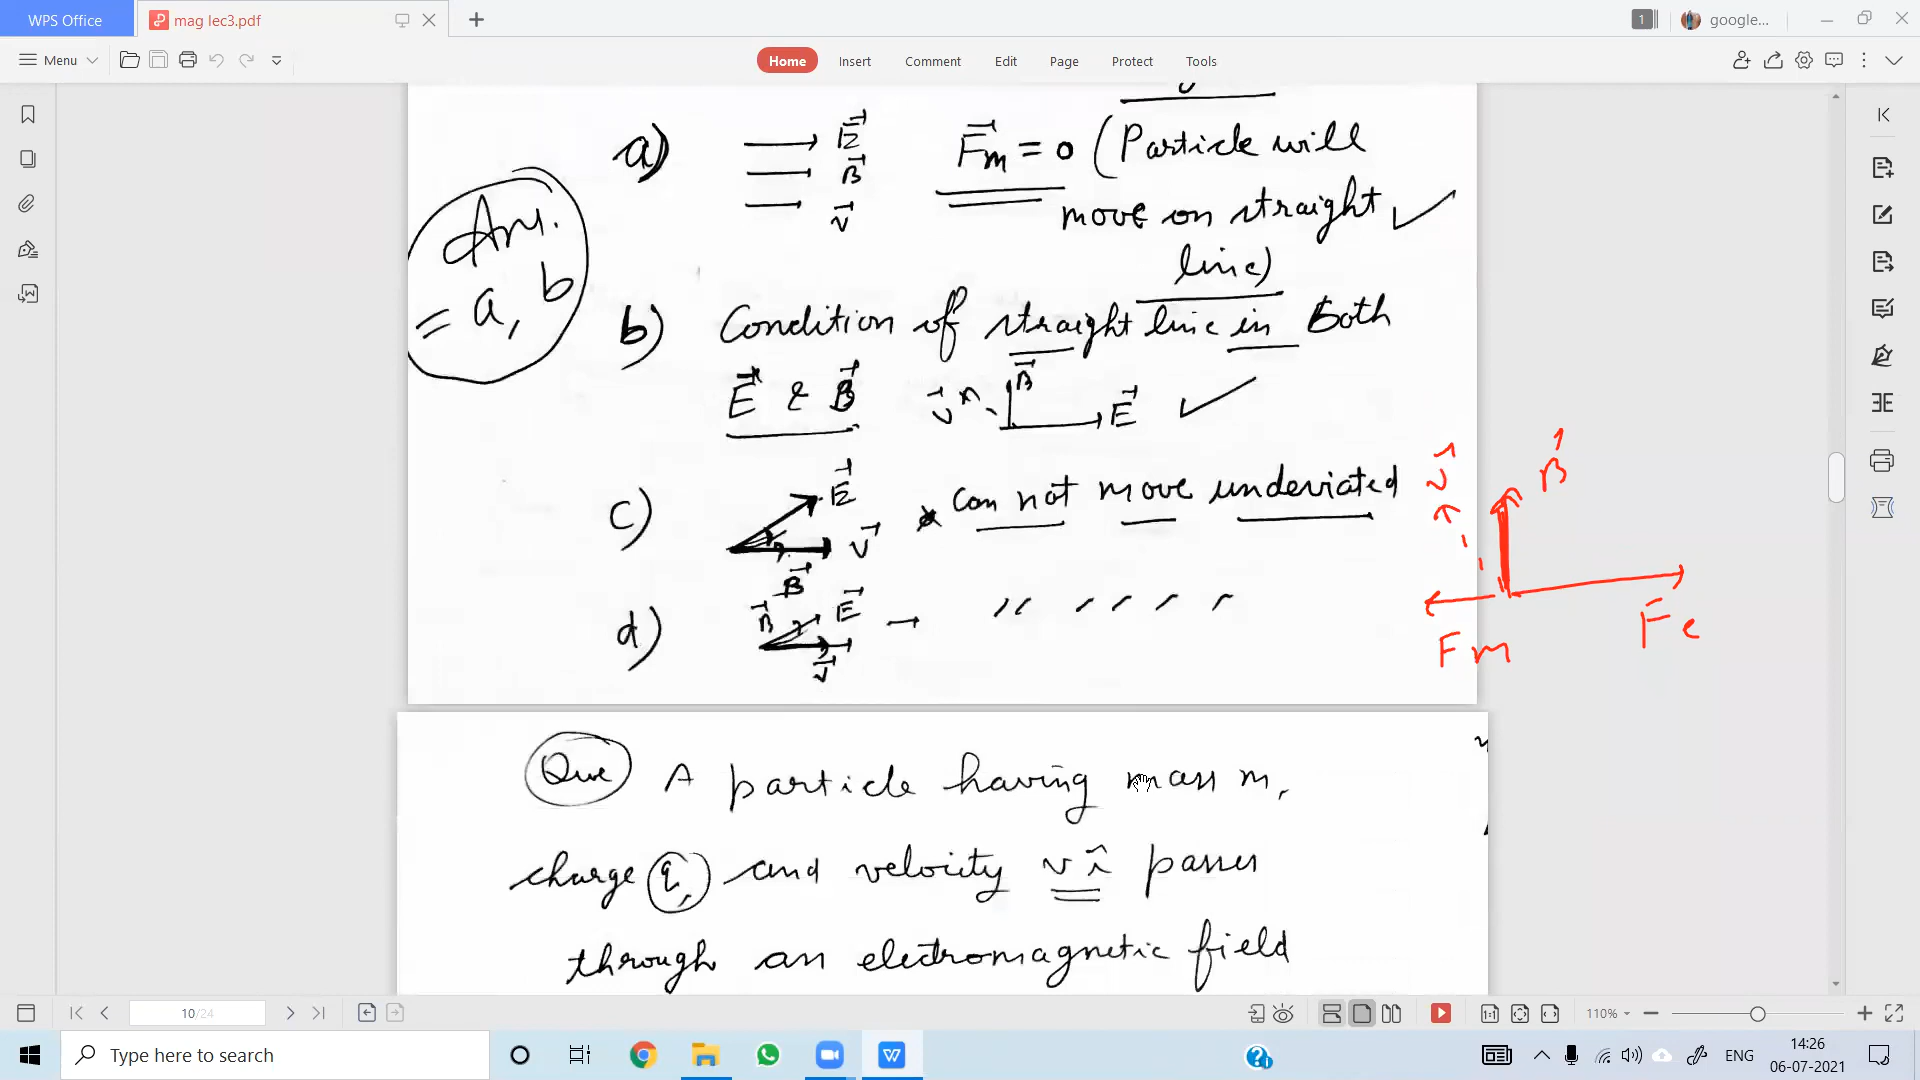 WPS Office
mag lec3.pdf
1
google...
Menu
Home Insert Comment Edit Page Protect Tools
a) E⃗ F⃗m = 0 (Particle will
B⃗
v⃗ move on straight ✓
line)
Ans.
= a, b
b) Condition of straight line in both
E⃗ & B⃗ v⃗ B⃗ E⃗ ✓
c) E⃗ v⃗ B⃗ * can not move undeviated
d) B⃗ E⃗ v⃗ → " " " "
v⃗ B⃗
Fm Fe
Que A particle having mass m,
charge q, and velocity v î passes
through an electromagnetic field
10/24
1:1
110%
Type here to search
ENG
14:26
06-07-2021